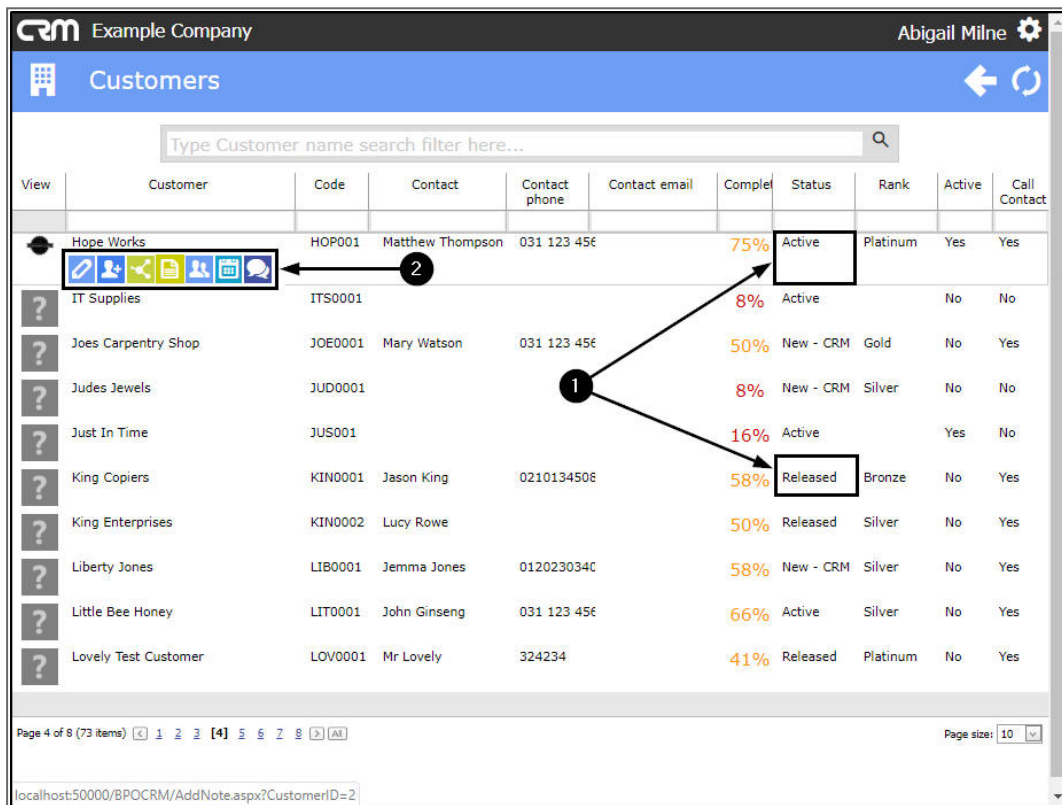 CRM Example Company Abigail Milne
Customers
Type Customer name search filter here...
View Customer Code Contact Contact phone Contact email Complet Status Rank Active Call Contact
Hope Works HOP001 Matthew Thompson 031 123 456 75% Active Platinum Yes Yes
2
IT Supplies ITS0001 8% Active No No
Joes Carpentry Shop JOE0001 Mary Watson 031 123 456 50% New - CRM Gold No Yes
1
Judes Jewels JUD0001 8% New - CRM Silver No No
Just In Time JUS001 16% Active Yes No
King Copiers KIN0001 Jason King 0210134508 58% Released Bronze No Yes
King Enterprises KIN0002 Lucy Rowe 50% Released Silver No Yes
Liberty Jones LIB0001 Jemma Jones 012023034 58% New - CRM Silver No Yes
Little Bee Honey LIT0001 John Ginseng 031 123 456 66% Active Silver No Yes
Lovely Test Customer LOV0001 Mr Lovely 324234 41% Released Platinum No Yes
Page 4 of 8 (73 items) < 1 2 3 [4] 5 6 7 8 > All Page size: 10
localhost:50000/BPOCRM/AddNote.aspx?CustomerID=2